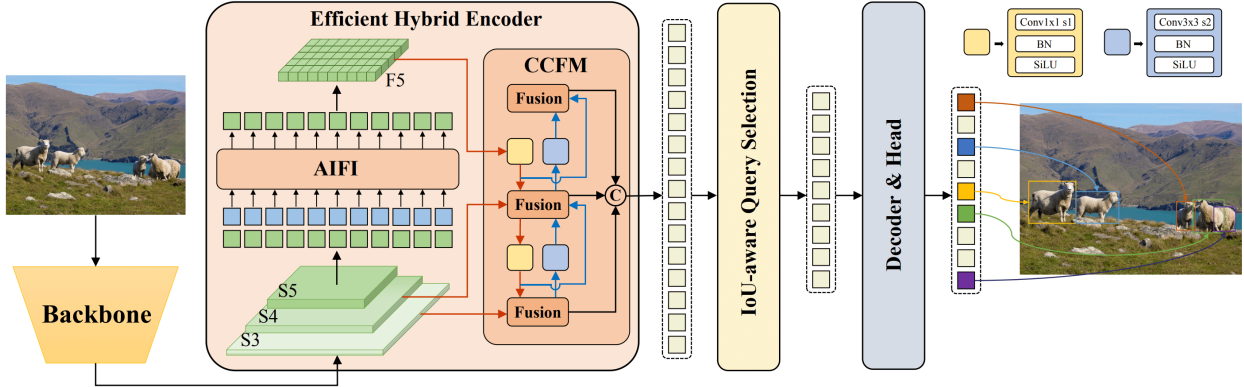 Efficient Hybrid Encoder
Conv1x1 s1
BN
SiLU
Conv3x3 s2
BN
SiLU
F5
CCFM
Fusion
AIFI
Fusion
C
S5
S4
S3
Fusion
Backbone
IoU-aware Query Selection
Decoder & Head